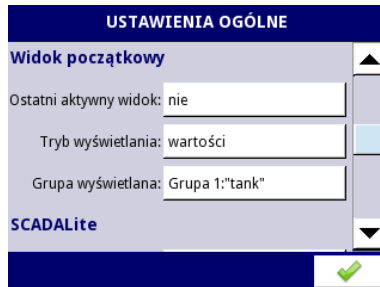 USTAWIENIA OGÓLNE
Widok początkowy
Ostatni aktywny widok: nie
Tryb wyświetlania: wartości
Grupa wyświetlana: Grupa 1:"tank"
SCADALite